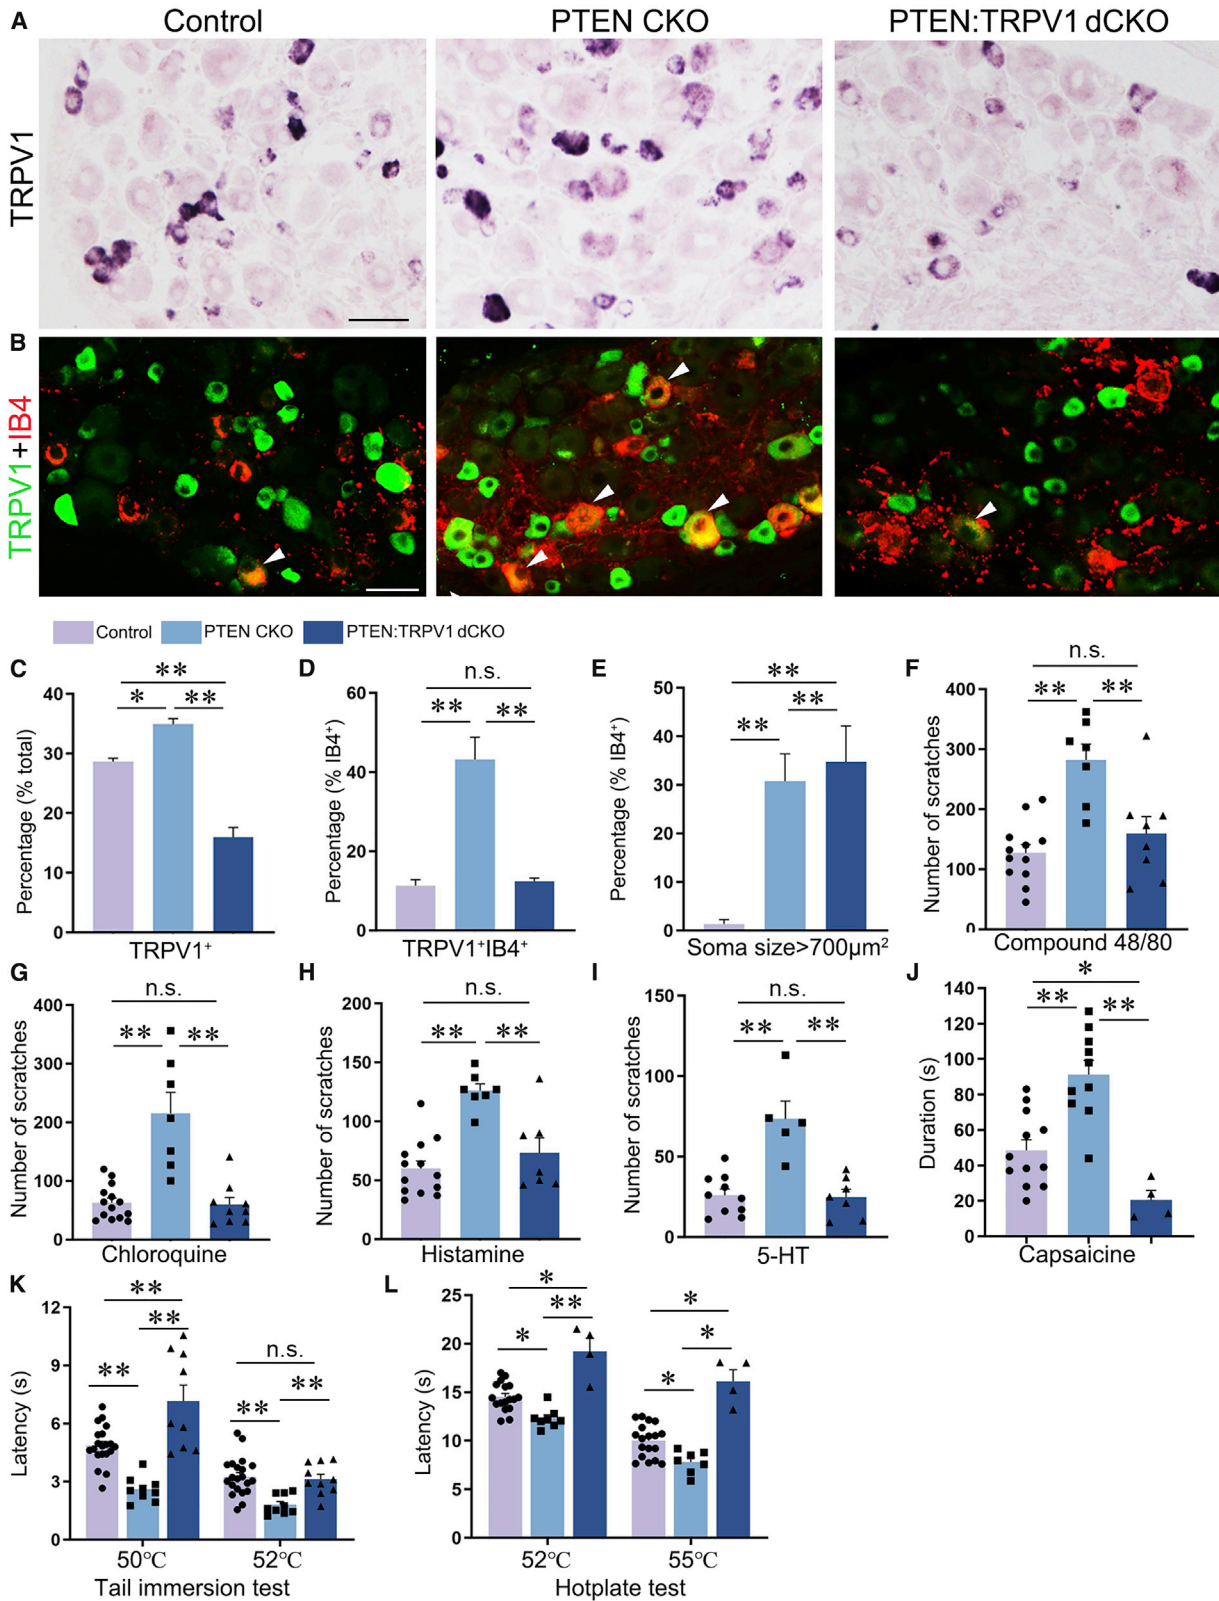 A Control PTEN CKO PTEN:TRPV1 dCKO
TRPV1
B
TRPV1+IB4
Control PTEN CKO PTEN:TRPV1 dCKO
C
**
* **
40
30
20
10
0
Percentage (% total)
TRPV1⁺
D
n.s.
** **
60
40
20
0
Percentage (% IB4⁺)
TRPV1⁺IB4⁺
E
**
**
**
50
40
30
20
10
0
Percentage (% IB4⁺)
Soma size>700μm²
F
n.s.
** **
400
300
200
100
0
Number of scratches
Compound 48/80
G
n.s.
** **
400
300
200
100
0
Number of scratches
Chloroquine
H
n.s.
** **
200
150
100
50
0
Number of scratches
Histamine
I
n.s.
** **
150
100
50
0
Number of scratches
5-HT
J
*
** **
140
120
100
80
60
40
20
0
Duration (s)
Capsaicine
K
**
**
**
n.s.
**
**
12
9
6
3
0
Latency (s)
50℃ 52℃
Tail immersion test
L
*
**
*
*
*
*
25
20
15
10
5
0
Latency (s)
52℃ 55℃
Hotplate test